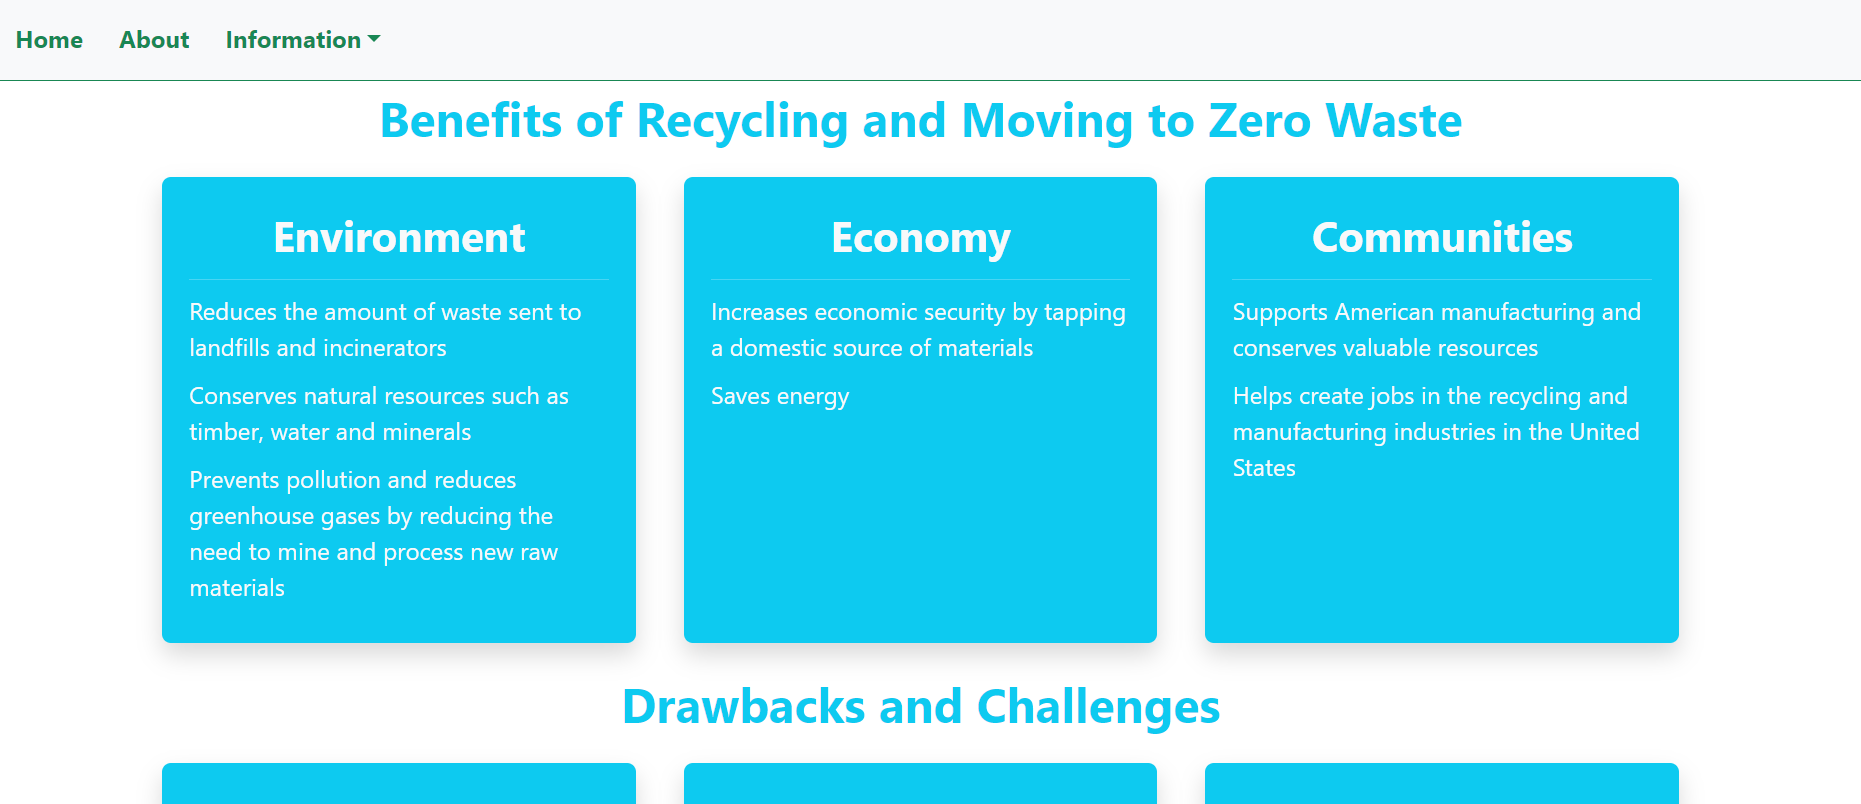 Home About Information
Benefits of Recycling and Moving to Zero Waste
Environment
Reduces the amount of waste sent to
landfills and incinerators
Conserves natural resources such as
timber, water and minerals
Prevents pollution and reduces
greenhouse gases by reducing the
need to mine and process new raw
materials
Economy
Increases economic security by tapping
a domestic source of materials
Saves energy
Communities
Supports American manufacturing and
conserves valuable resources
Helps create jobs in the recycling and
manufacturing industries in the United
States
Drawbacks and Challenges